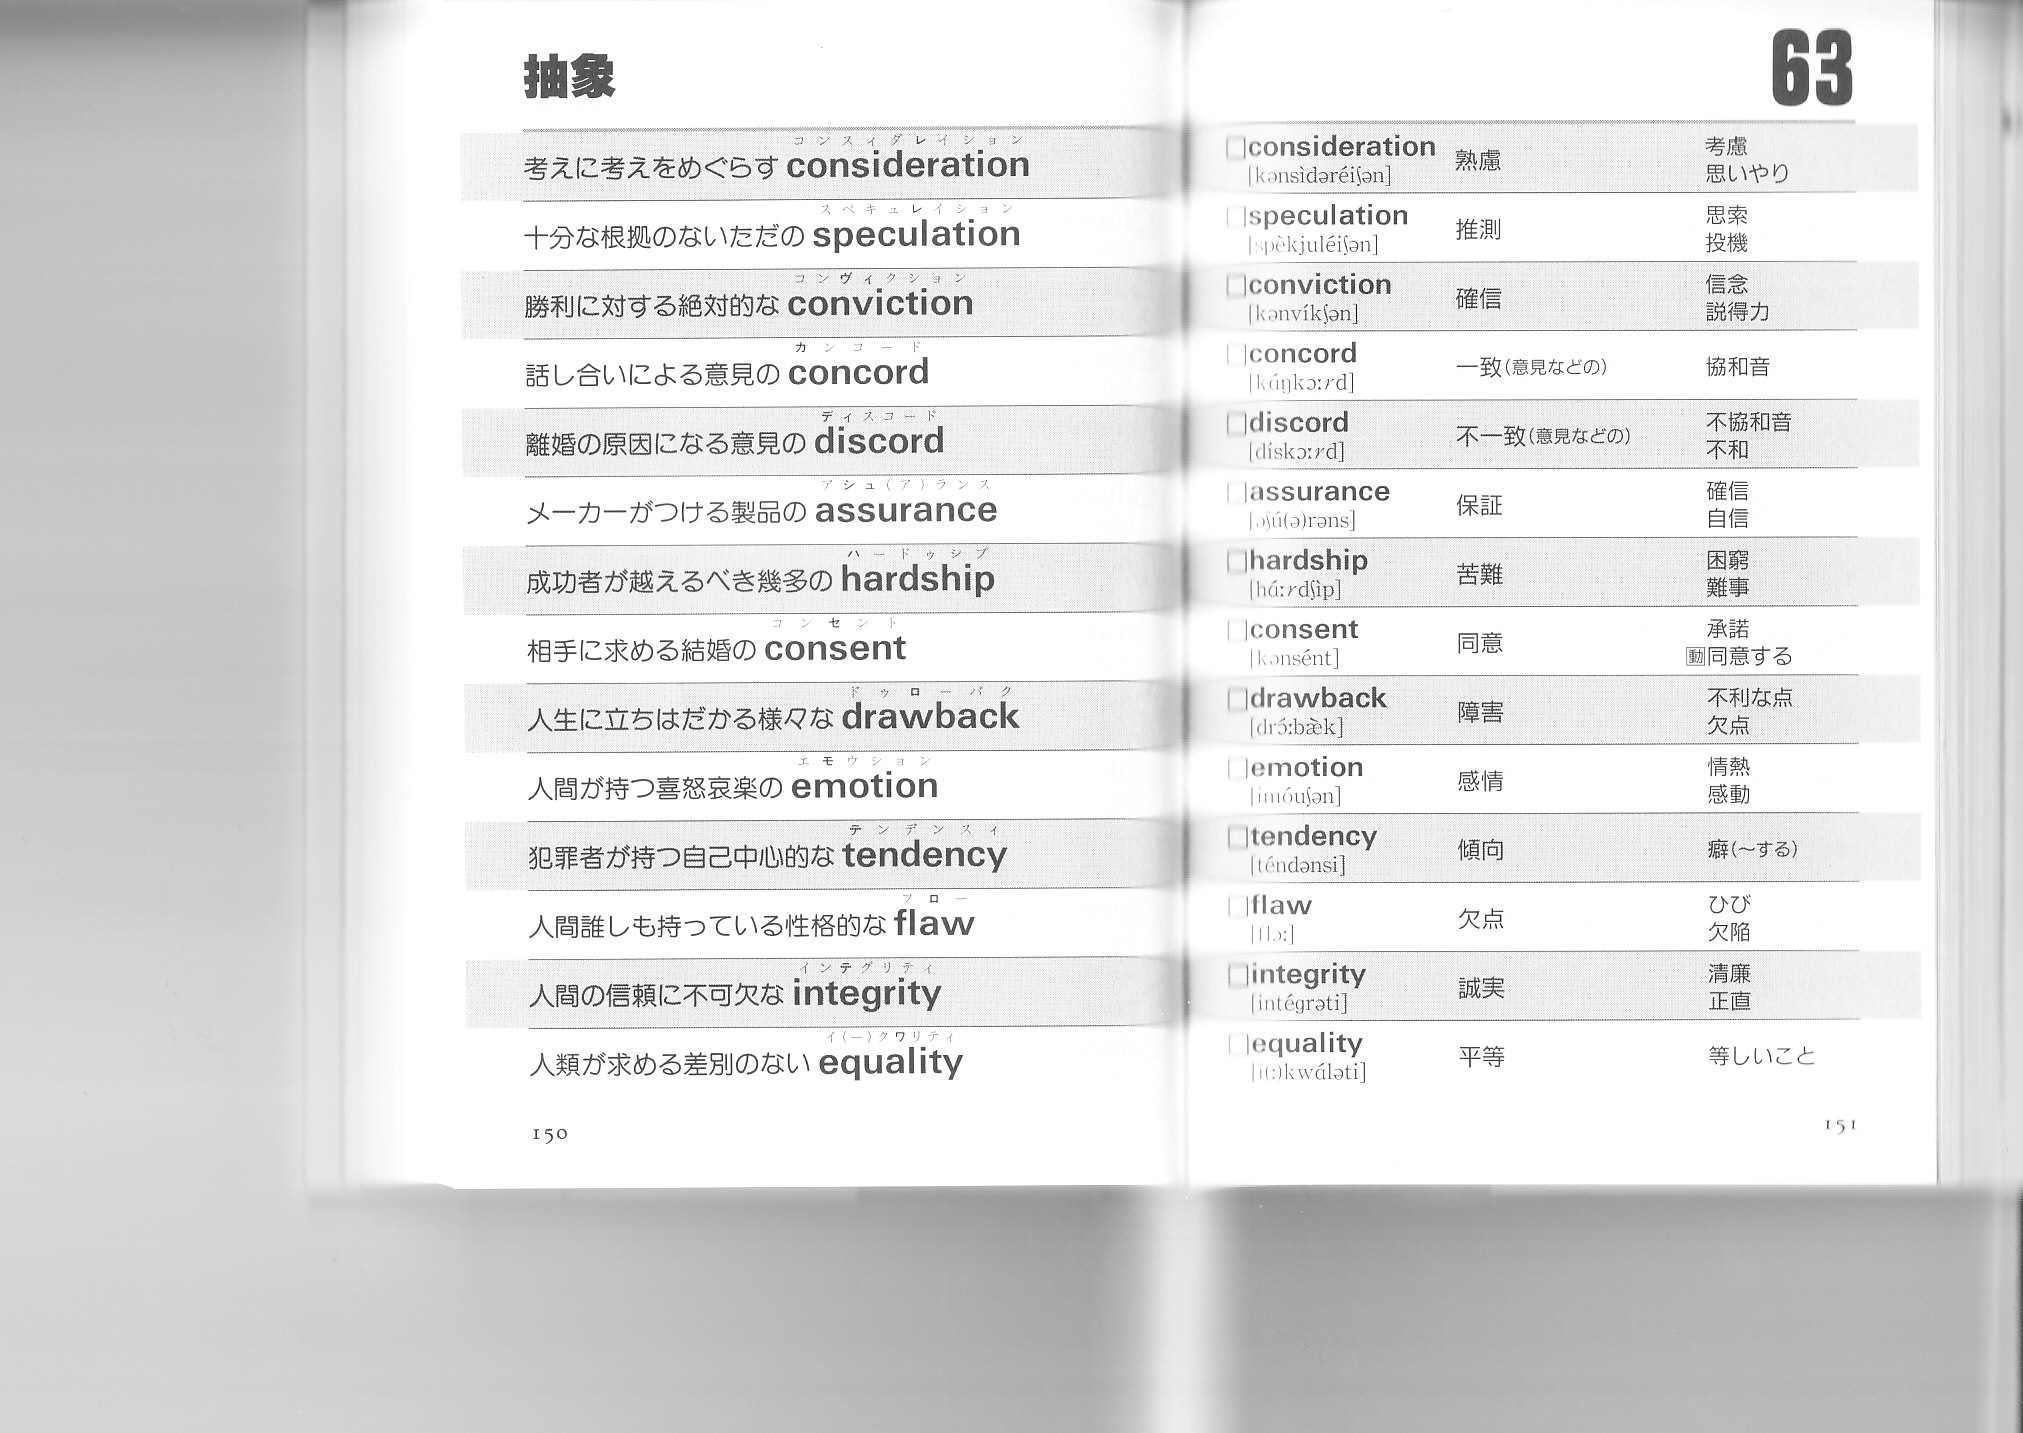 抽象
コンスィダレイション
考えに考えをめぐらす consideration
スペキュレイション
十分な根拠のないただの speculation
コンヴィクション
勝利に対する絶対的な conviction
カンコード
話し合いによる意見の concord
ディスコード
離婚の原因になる意見の discord
アシュ(ア)ランス
メーカーがつける製品の assurance
ハードゥシプ
成功者が越えるべき幾多の hardship
コンセント
相手に求める結婚の consent
ドゥローバク
人生に立ちはだかる様々な drawback
エモウション
人間が持つ喜怒哀楽の emotion
テンデンスィ
犯罪者が持つ自己中心的な tendency
フロー
人間誰しも持っている性格的な flaw
インテグリティ
人間の信頼に不可欠な integrity
イ(ー)クワリティ
人類が求める差別のない equality
150
63
consideration 熟慮 考慮
[kənsìdəréiʃən] 思いやり
speculation 推測 思索
[spèkjuléiʃən] 投機
conviction 確信 信念
[kənvíkʃən] 説得力
concord 一致(意見などの) 協和音
[káŋkɔːrd]
discord 不一致(意見などの) 不協和音
[dískɔːrd] 不和
assurance 保証 確信
[əʃú(ə)rəns] 自信
hardship 苦難 困窮
[háːrdʃìp] 難事
consent 同意 承諾
[kənsént] 動同意する
drawback 障害 不利な点
[drɔ́ːbæ̀k] 欠点
emotion 感情 情熱
[imóuʃən] 感動
tendency 傾向 癖(〜する)
[téndənsi]
flaw 欠点 ひび
[flɔː] 欠陥
integrity 誠実 清廉
[intégrəti] 正直
equality 平等 等しいこと
[i(ː)kwáləti]
151